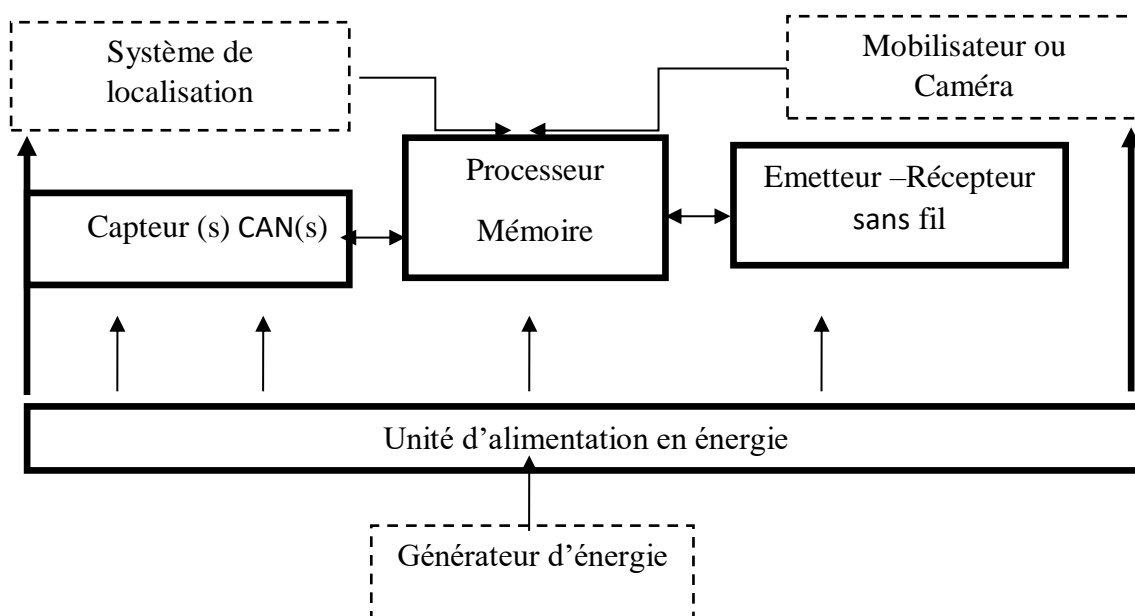 Système de
localisation
Mobilisateur ou
Caméra
Capteur (s) CAN(s)
Processeur
Mémoire
Emetteur –Récepteur
sans fil
Unité d’alimentation en énergie
Générateur d’énergie